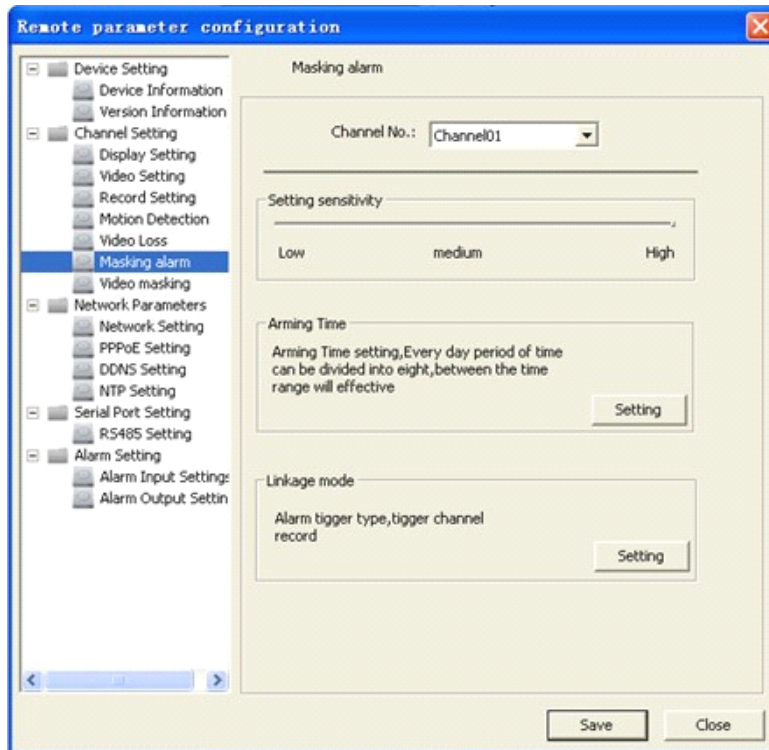 Remote parameter configuration
Device Setting
Device Information
Version Information
Channel Setting
Display Setting
Video Setting
Record Setting
Motion Detection
Video Loss
Masking alarm
Video masking
Network Parameters
Network Setting
PPPoE Setting
DDNS Setting
NTP Setting
Serial Port Setting
RS485 Setting
Alarm Setting
Alarm Input Settings
Alarm Output Settin
Masking alarm
Channel No.: Channel01
Setting sensitivity
Low medium High
Arming Time
Arming Time setting,Every day period of time
can be divided into eight,between the time
range will effective
Setting
Linkage mode
Alarm tigger type,tigger channel
record
Setting
Save Close